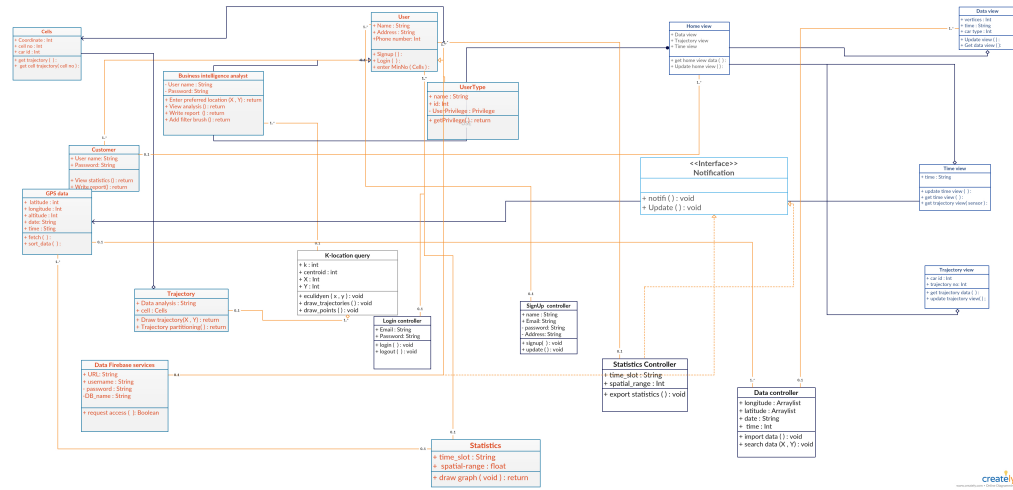 Cells
+ Coordinate : Int
+ cell no : Int
+ car id : Int
+ get trajectory ( ) :
+ get cell trajectory( cell no ) :
User
+ Name : String
+ Address : String
+Phone number: Int
+ Signup ( ) :
+ Login ( ) :
+ enter MinNo ( Cells ) :
Business intelligence analyst
- User name : String
- Password: String
+ Enter preferred location (X , Y) : return
+ View analysis () : return
+ Write report () : return
+ Add filter brush () : return
UserType
+ name : String
+ id: Int
- UserPrivilege : Privilege
+ getPrivilege( ) : return
Home view
+ Data view
+ Trajectory view
+ Time view
+ get home view data ( ) :
+ Update home view ( ) :
Data view
+ vertices : Int
+ time : String
+ car type : Int
+ Update view ( ) :
+ Get data view( ) :
Customer
+ User name: String
+ Password: String
+ View statistics () : return
+ Write report() : return
GPS data
+ latitude : int
+ longitude : Int
+ altitude : Int
+ date: String
+ time : Sting
+ fetch ( ) :
+ sort_data ( ) :
<<Interface>>
Notification
+ notifi ( ) : void
+ Update ( ) : void
Time view
+ time : String
+ update time view ( ) :
+ get time view ( ) :
+ get trajectory view( sensor ) :
K-location query
+ k : int
+ centroid : int
+ X : Int
+ Y : Int
+ eculidyen ( x , y ) : void
+ draw_trajectories ( ) : void
+ draw_points ( ) : void
Trajectory view
+ car id : Int
+ trajectory no: Int
+ get trajectory data ( ) :
+ update trajectory view( ) :
Trajectory
+ Data analysis : String
+ cell : Cells
+ Draw trajectory(X , Y) : return
+ Trajectory partitioning( ) : return
Login controller
+ Email : String
+ Password: String
+ login ( ) : void
+ logout ( ) : void
SignUp controller
+ name : String
+ Email: String
- password: String
- Address: String
+ signup( ) : void
+ update ( ) : void
Data Firebase services
+ URL: String
+ username : String
- password : String
-DB_name : String
+ request access ( ): Boolean
Statistics Controller
+ time_slot : String
+ spatial_range : Int
+ export statistics ( ) : void
Data controller
+ longitude : Arraylist
+ latitude : Arraylist
+ date : String
+ time : Int
+ import data ( ) : void
+ search data (X , Y) : void
Statistics
+ time_slot : String
+ spatial-range : float
+ draw graph ( void ) : return
creately